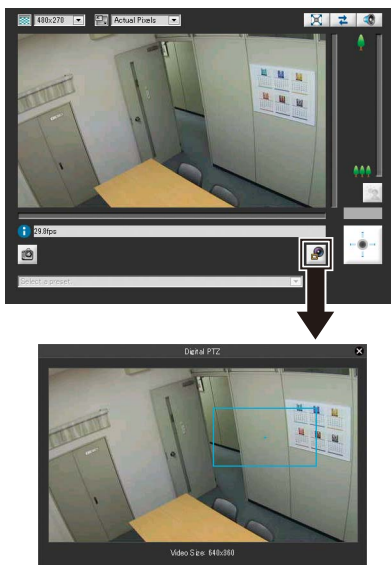 480x270
Actual Pixels
29.8fps
Select a preset.
Digital PTZ
Video Size: 640x360